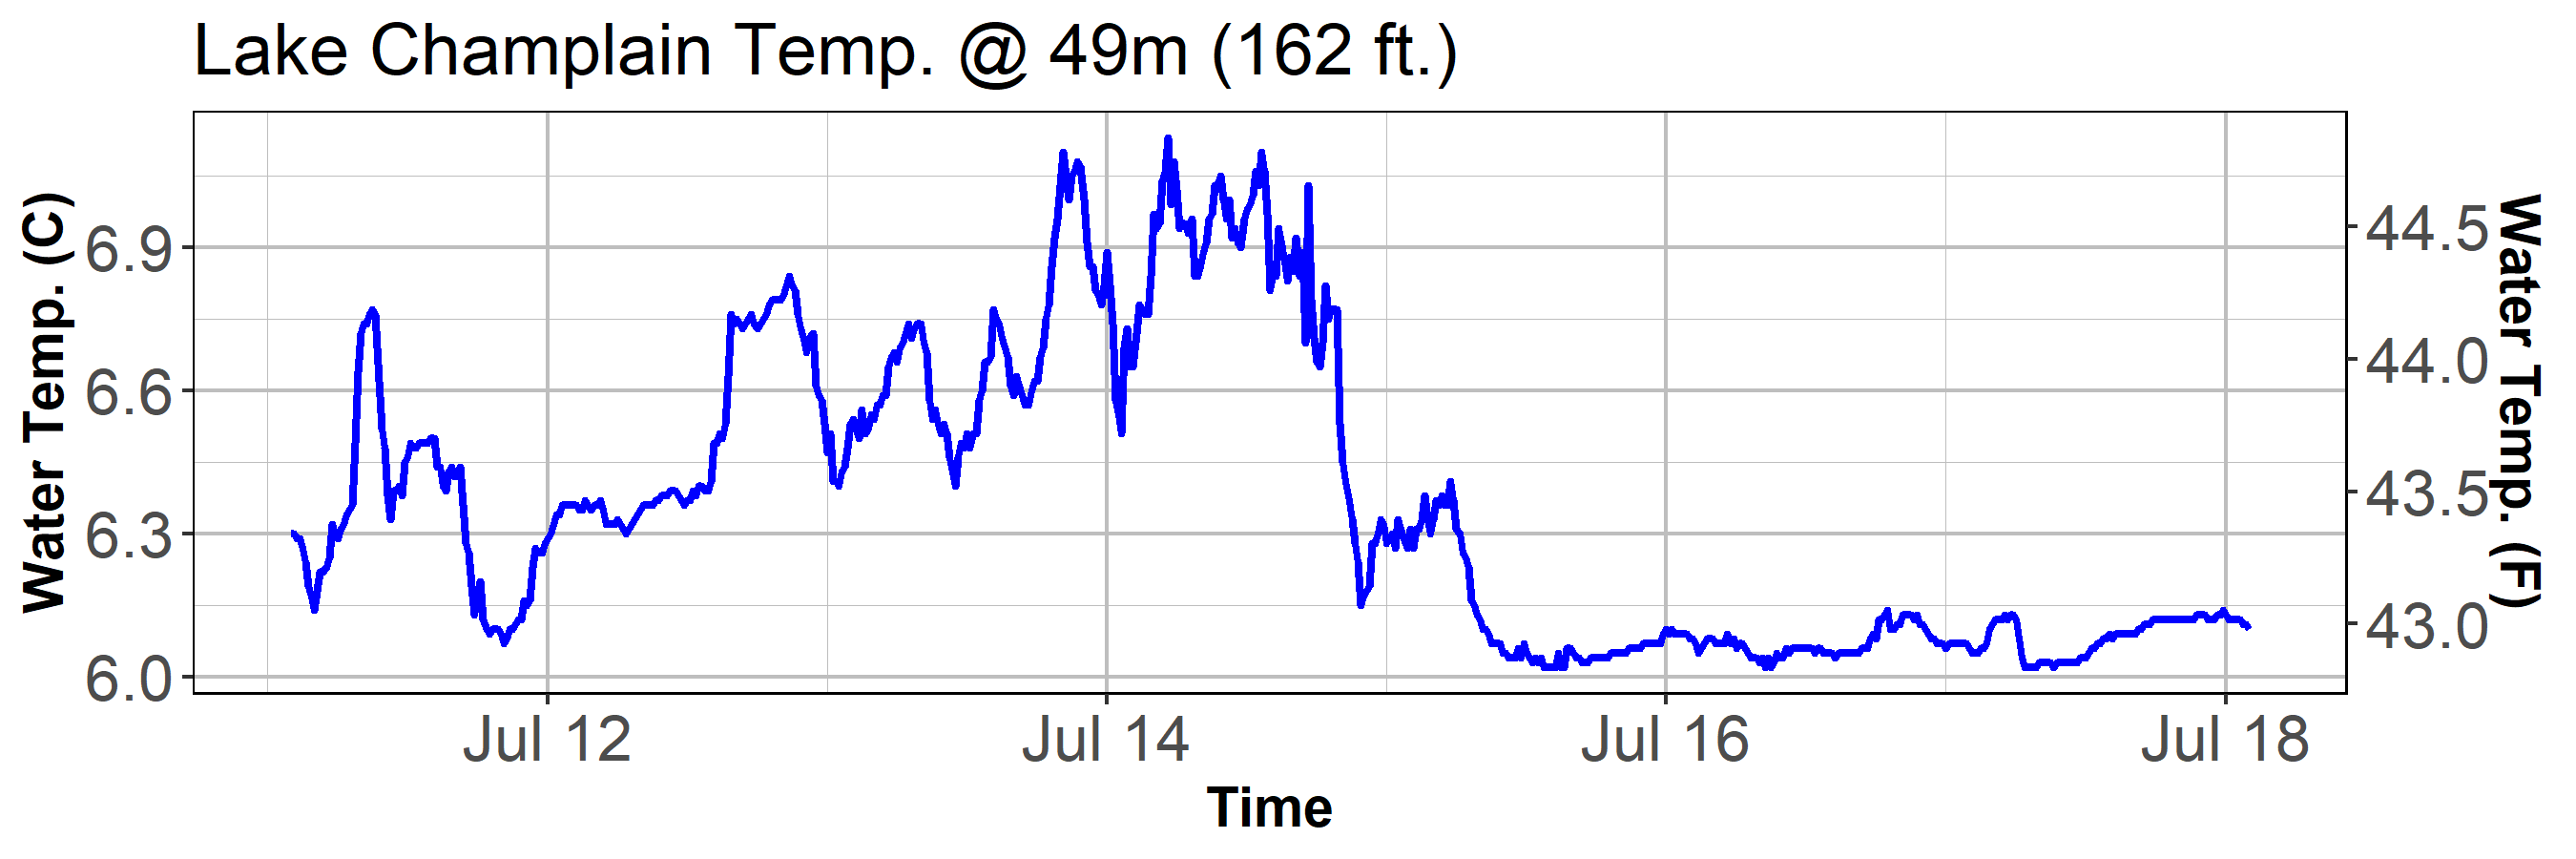 Lake Champlain Temp. @ 49m (162 ft.)
Water Temp. (C)
6.9
6.6
6.3
6.0
44.5
44.0
43.5
43.0
Water Temp. (F)
Jul 12 Jul 14 Jul 16 Jul 18
Time